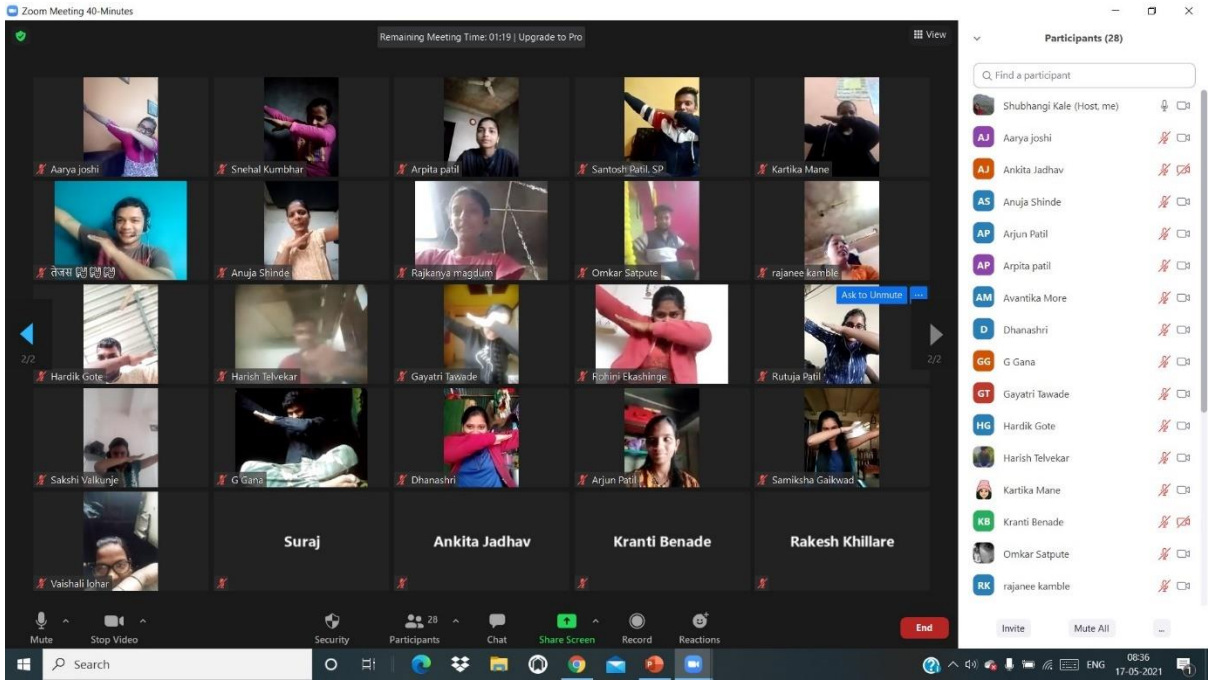 Zoom Meeting 40-Minutes
Remaining Meeting Time: 01:19 | Upgrade to Pro
View
Aarya joshi
Snehal Kumbhar
Arpita patil
Santosh Patil. SP
Kartika Mane
तेजस
Anuja Shinde
Rajkanya magdum
Omkar Satpute
rajanee kamble
Ask to Unmute ...
2/2
Hardik Gote
Harish Telvekar
Gayatri Tawade
Rohini Ekashinge
Rutuja Patil
2/2
Sakshi Valkunje
G Gana
Dhanashri
Arjun Patil
Samiksha Gaikwad
Vaishali lohar
Suraj
Ankita Jadhav
Kranti Benade
Rakesh Khillare
Mute
Stop Video
Security
28
Participants
Chat
Share Screen
Record
Reactions
End
Participants (28)
Find a participant
Shubhangi Kale (Host, me)
AJ Aarya joshi
AJ Ankita Jadhav
AS Anuja Shinde
AP Arjun Patil
AP Arpita patil
AM Avantika More
D Dhanashri
GG G Gana
GT Gayatri Tawade
HG Hardik Gote
Harish Telvekar
Kartika Mane
KB Kranti Benade
Omkar Satpute
RK rajanee kamble
Invite
Mute All
...
Search
ENG
08:36
17-05-2021
1